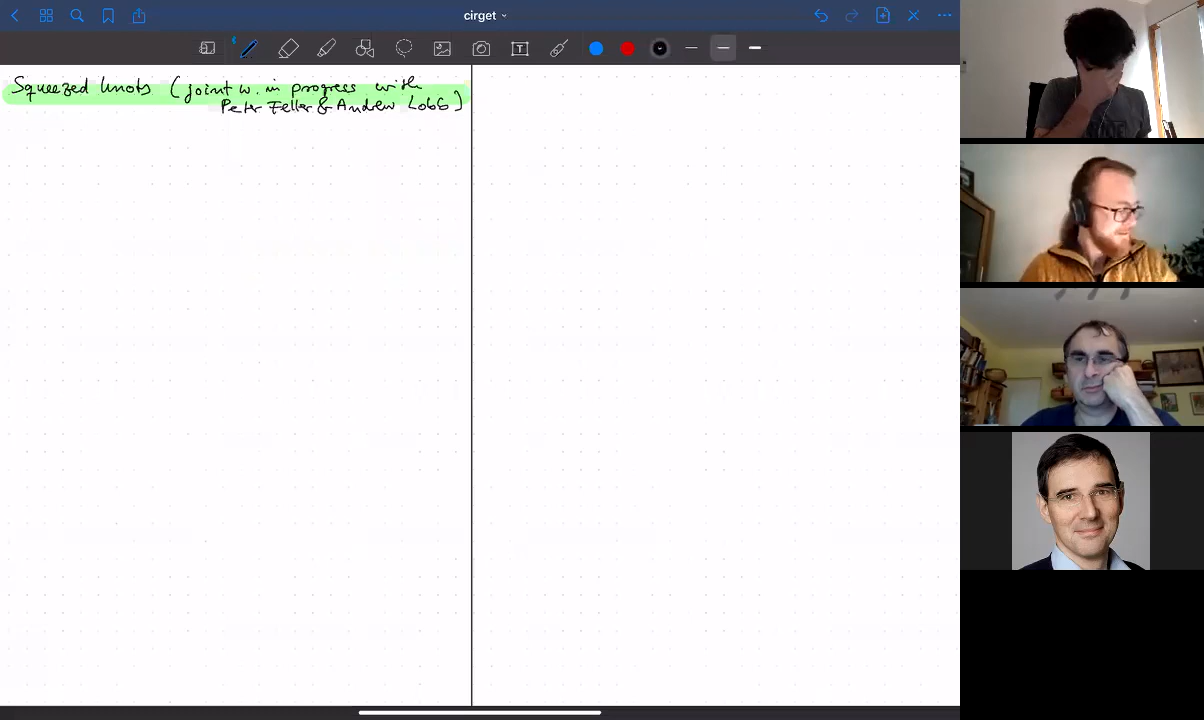 cirget
Squeezed knots (joint w. in progress with
Peter Feller & Andrew Lobb)